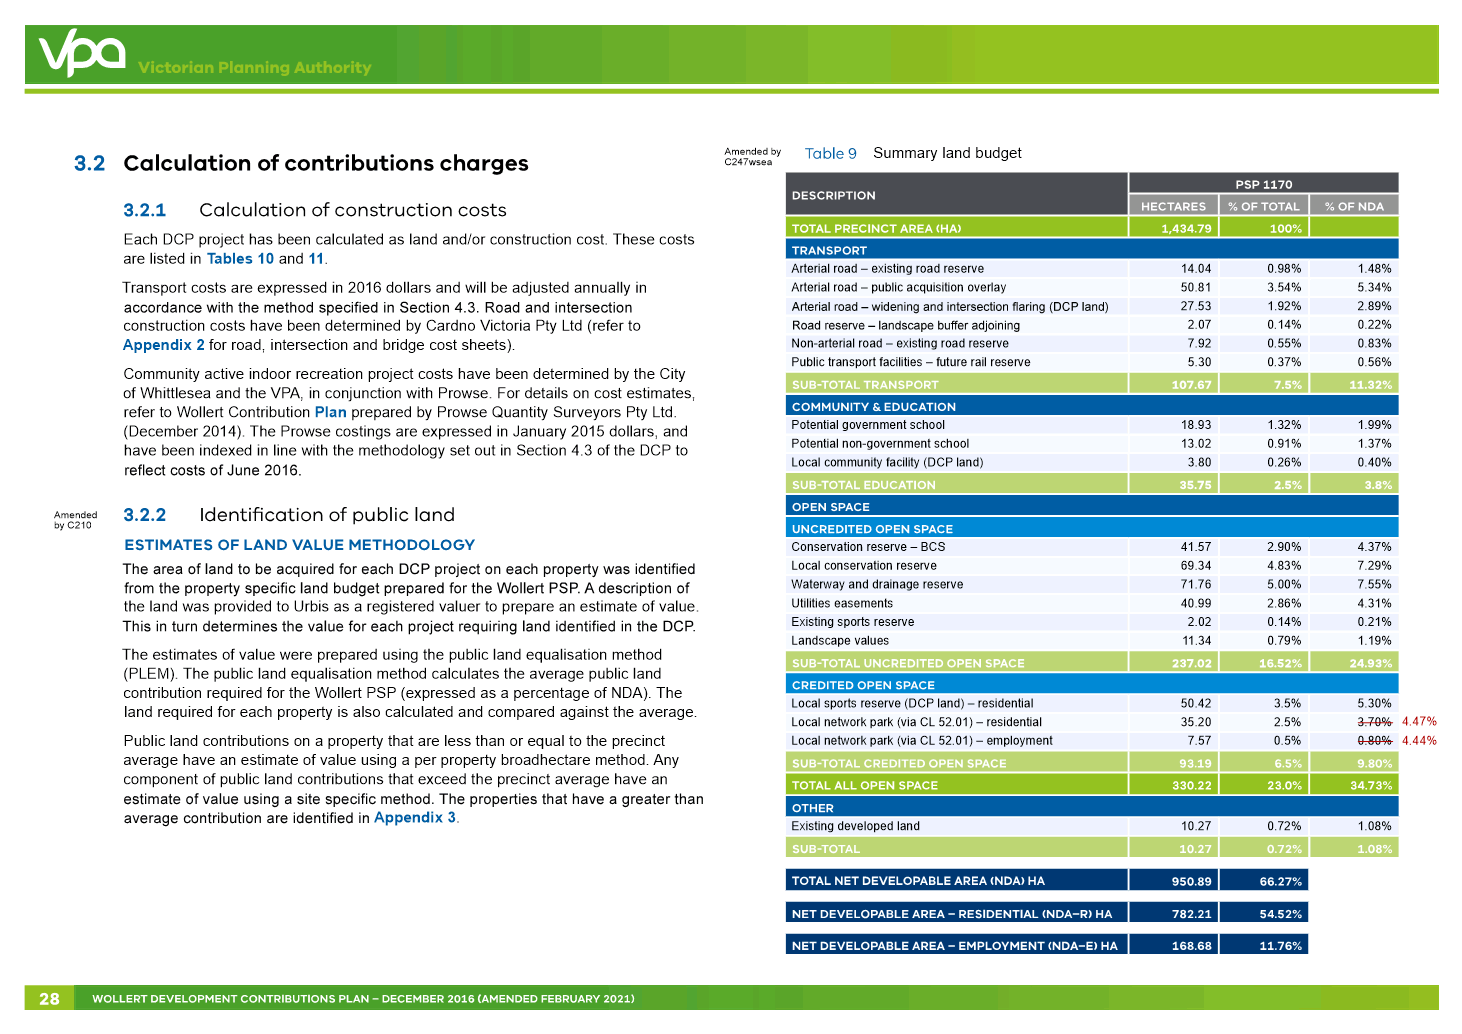 vpa
Victorian Planning Authority
3.2 Calculation of contributions charges
3.2.1 Calculation of construction costs
Each DCP project has been calculated as land and/or construction cost. These costs
are listed in Tables 10 and 11.
Transport costs are expressed in 2016 dollars and will be adjusted annually in
accordance with the method specified in Section 4.3. Road and intersection
construction costs have been determined by Cardno Victoria Pty Ltd (refer to
Appendix 2 for road, intersection and bridge cost sheets).
Community active indoor recreation project costs have been determined by the City
of Whittlesea and the VPA, in conjunction with Prowse. For details on cost estimates,
refer to Wollert Contribution Plan prepared by Prowse Quantity Surveyors Pty Ltd.
(December 2014). The Prowse costings are expressed in January 2015 dollars, and
have been indexed in line with the methodology set out in Section 4.3 of the DCP to
reflect costs of June 2016.
Amended
by C210
3.2.2 Identification of public land
ESTIMATES OF LAND VALUE METHODOLOGY
The area of land to be acquired for each DCP project on each property was identified
from the property specific land budget prepared for the Wollert PSP. A description of
the land was provided to Urbis as a registered valuer to prepare an estimate of value.
This in turn determines the value for each project requiring land identified in the DCP.
The estimates of value were prepared using the public land equalisation method
(PLEM). The public land equalisation method calculates the average public land
contribution required for the Wollert PSP (expressed as a percentage of NDA). The
land required for each property is also calculated and compared against the average.
Public land contributions on a property that are less than or equal to the precinct
average have an estimate of value using a per property broadhectare method. Any
component of public land contributions that exceed the precinct average have an
estimate of value using a site specific method. The properties that have a greater than
average contribution are identified in Appendix 3.
Amended by
C247wsea
Table 9 Summary land budget
DESCRIPTION PSP 1170
HECTARES % OF TOTAL % OF NDA
TOTAL PRECINCT AREA (HA) 1,434.79 100%
TRANSPORT
Arterial road – existing road reserve 14.04 0.98% 1.48%
Arterial road – public acquisition overlay 50.81 3.54% 5.34%
Arterial road – widening and intersection flaring (DCP land) 27.53 1.92% 2.89%
Road reserve – landscape buffer adjoining 2.07 0.14% 0.22%
Non-arterial road – existing road reserve 7.92 0.55% 0.83%
Public transport facilities – future rail reserve 5.30 0.37% 0.56%
SUB-TOTAL TRANSPORT 107.67 7.5% 11.32%
COMMUNITY & EDUCATION
Potential government school 18.93 1.32% 1.99%
Potential non-government school 13.02 0.91% 1.37%
Local community facility (DCP land) 3.80 0.26% 0.40%
SUB-TOTAL EDUCATION 35.75 2.5% 3.8%
OPEN SPACE
UNCREDITED OPEN SPACE
Conservation reserve – BCS 41.57 2.90% 4.37%
Local conservation reserve 69.34 4.83% 7.29%
Waterway and drainage reserve 71.76 5.00% 7.55%
Utilities easements 40.99 2.86% 4.31%
Existing sports reserve 2.02 0.14% 0.21%
Landscape values 11.34 0.79% 1.19%
SUB-TOTAL UNCREDITED OPEN SPACE 237.02 16.52% 24.93%
CREDITED OPEN SPACE
Local sports reserve (DCP land) – residential 50.42 3.5% 5.30%
Local network park (via CL 52.01) – residential 35.20 2.5% 3.70% 4.47%
Local network park (via CL 52.01) – employment 7.57 0.5% 0.80% 4.44%
SUB-TOTAL CREDITED OPEN SPACE 93.19 6.5% 9.80%
TOTAL ALL OPEN SPACE 330.22 23.0% 34.73%
OTHER
Existing developed land 10.27 0.72% 1.08%
SUB-TOTAL 10.27 0.72% 1.08%
TOTAL NET DEVELOPABLE AREA (NDA) HA 950.89 66.27%
NET DEVELOPABLE AREA – RESIDENTIAL (NDA–R) HA 782.21 54.52%
NET DEVELOPABLE AREA – EMPLOYMENT (NDA–E) HA 168.68 11.76%
28 WOLLERT DEVELOPMENT CONTRIBUTIONS PLAN – DECEMBER 2016 (AMENDED FEBRUARY 2021)